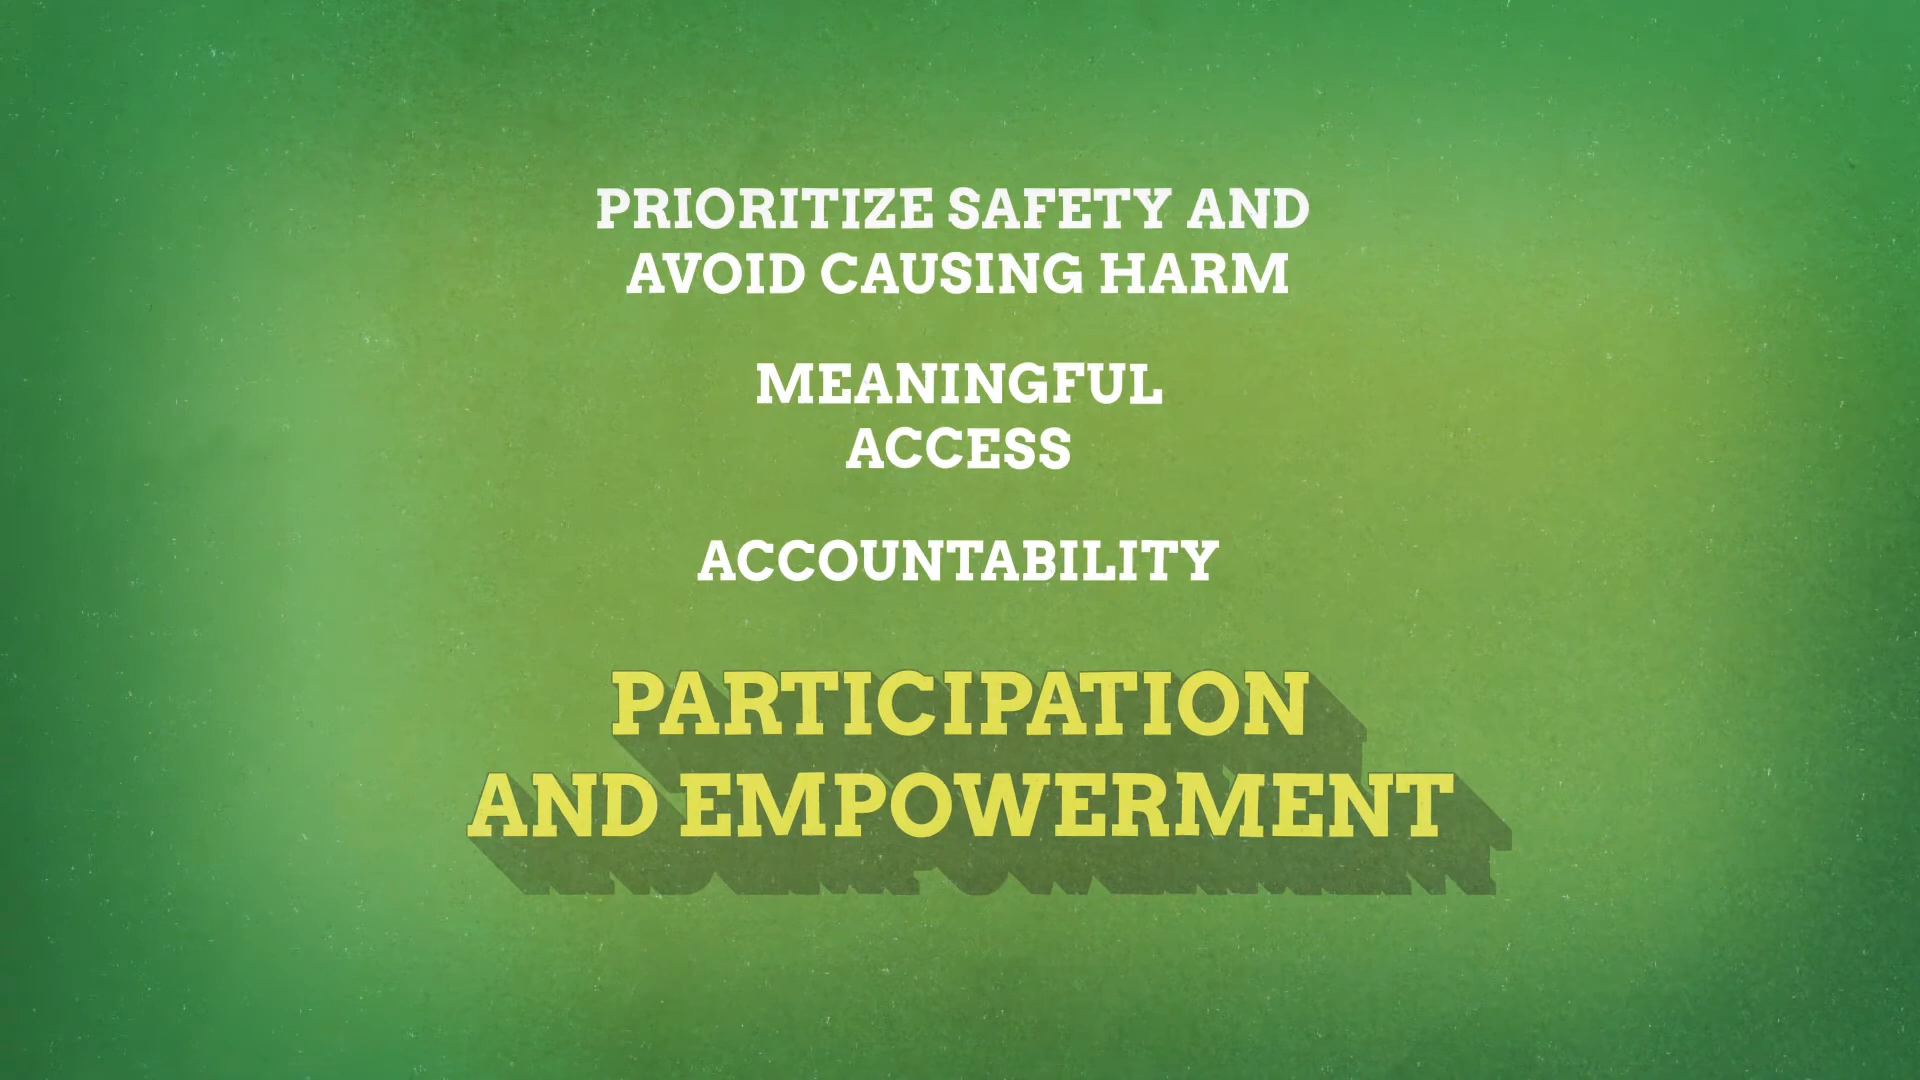 PRIORITIZE SAFETY AND
AVOID CAUSING HARM
MEANINGFUL
ACCESS
ACCOUNTABILITY
PARTICIPATION
AND EMPOWERMENT